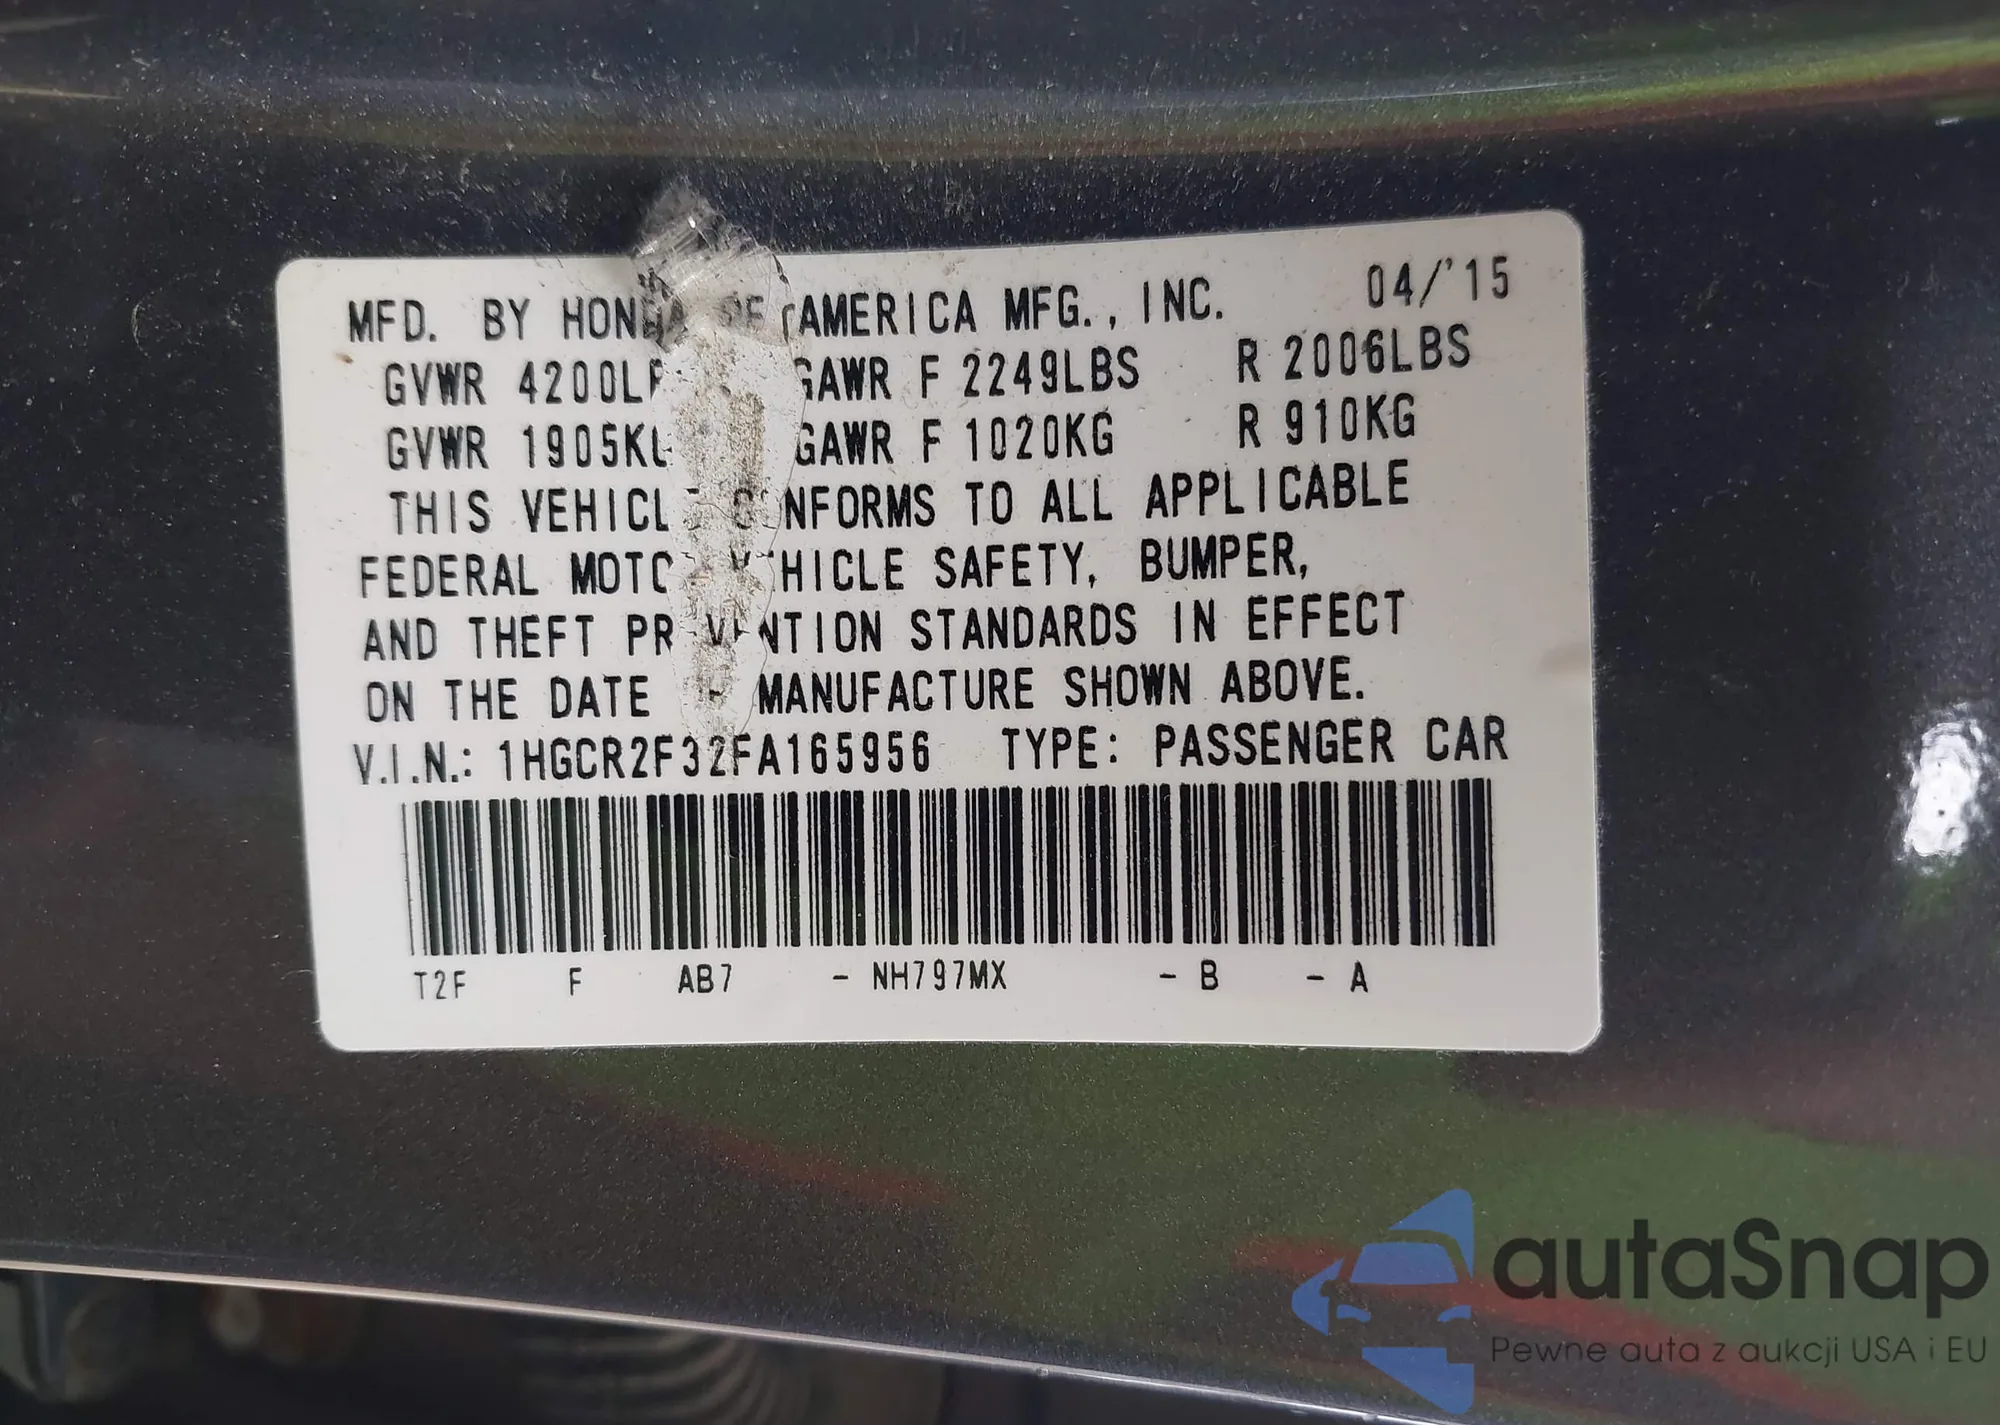 MFD. BY HONDA OF AMERICA MFG., INC. 04/'15
GVWR 4200LB GAWR F 2249LBS R 2006LBS
GVWR 1905KG GAWR F 1020KG R 910KG
THIS VEHICLE CONFORMS TO ALL APPLICABLE
FEDERAL MOTOR VEHICLE SAFETY, BUMPER,
AND THEFT PREVENTION STANDARDS IN EFFECT
ON THE DATE MANUFACTURE SHOWN ABOVE.
V.I.N.: 1HGCR2F32FA165956 TYPE: PASSENGER CAR
T2F F AB7 - NH797MX - B - A
autaSnap
Pewne auta z aukcji USA i EU